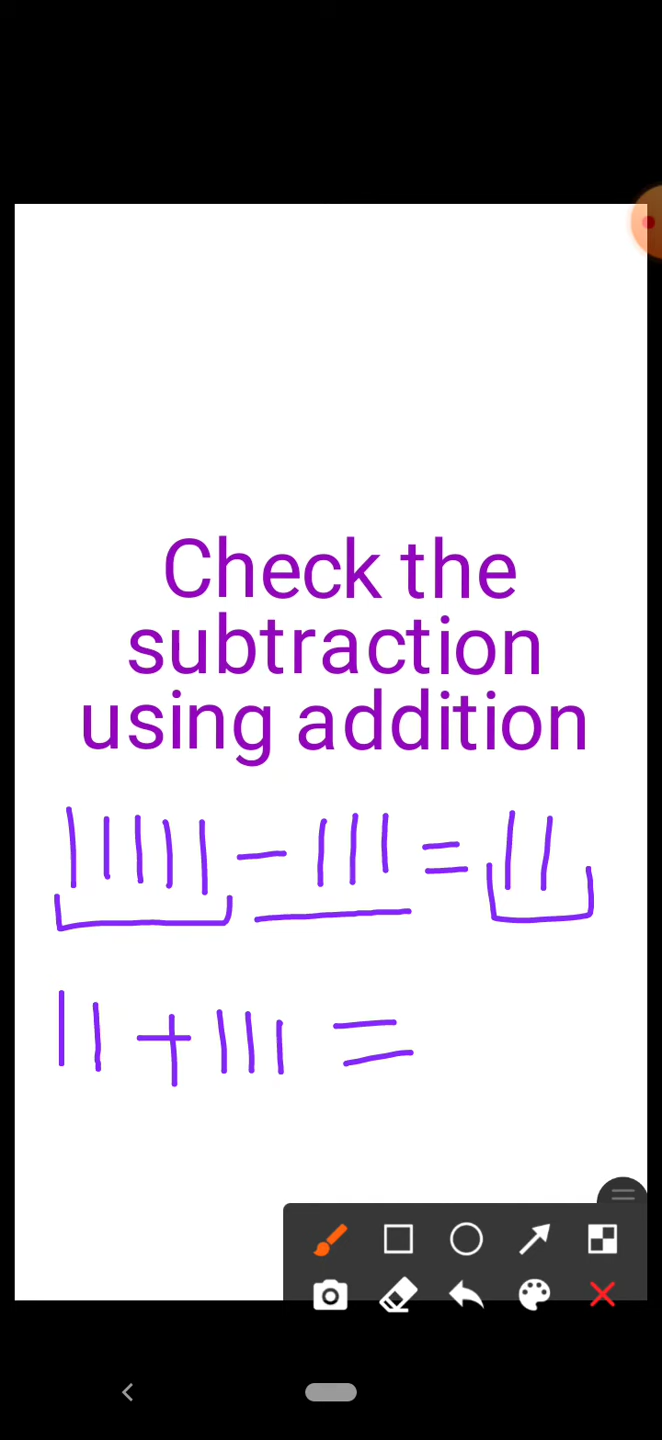 Check the
subtraction
using addition
||||| - ||| = ||
|| + ||| =